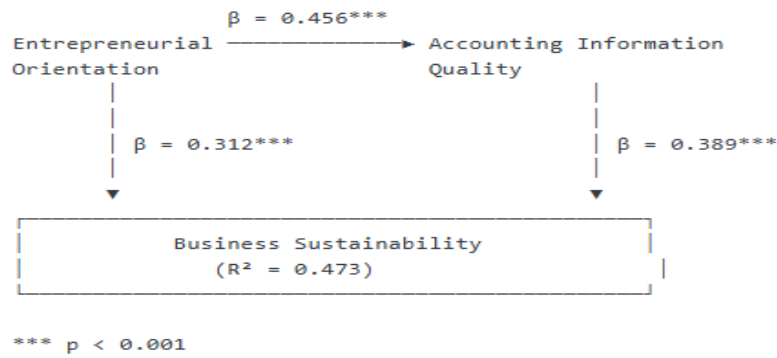 β = 0.456***
Entrepreneurial Accounting Information
Orientation Quality
β = 0.312*** β = 0.389***
Business Sustainability
(R² = 0.473)
*** p < 0.001